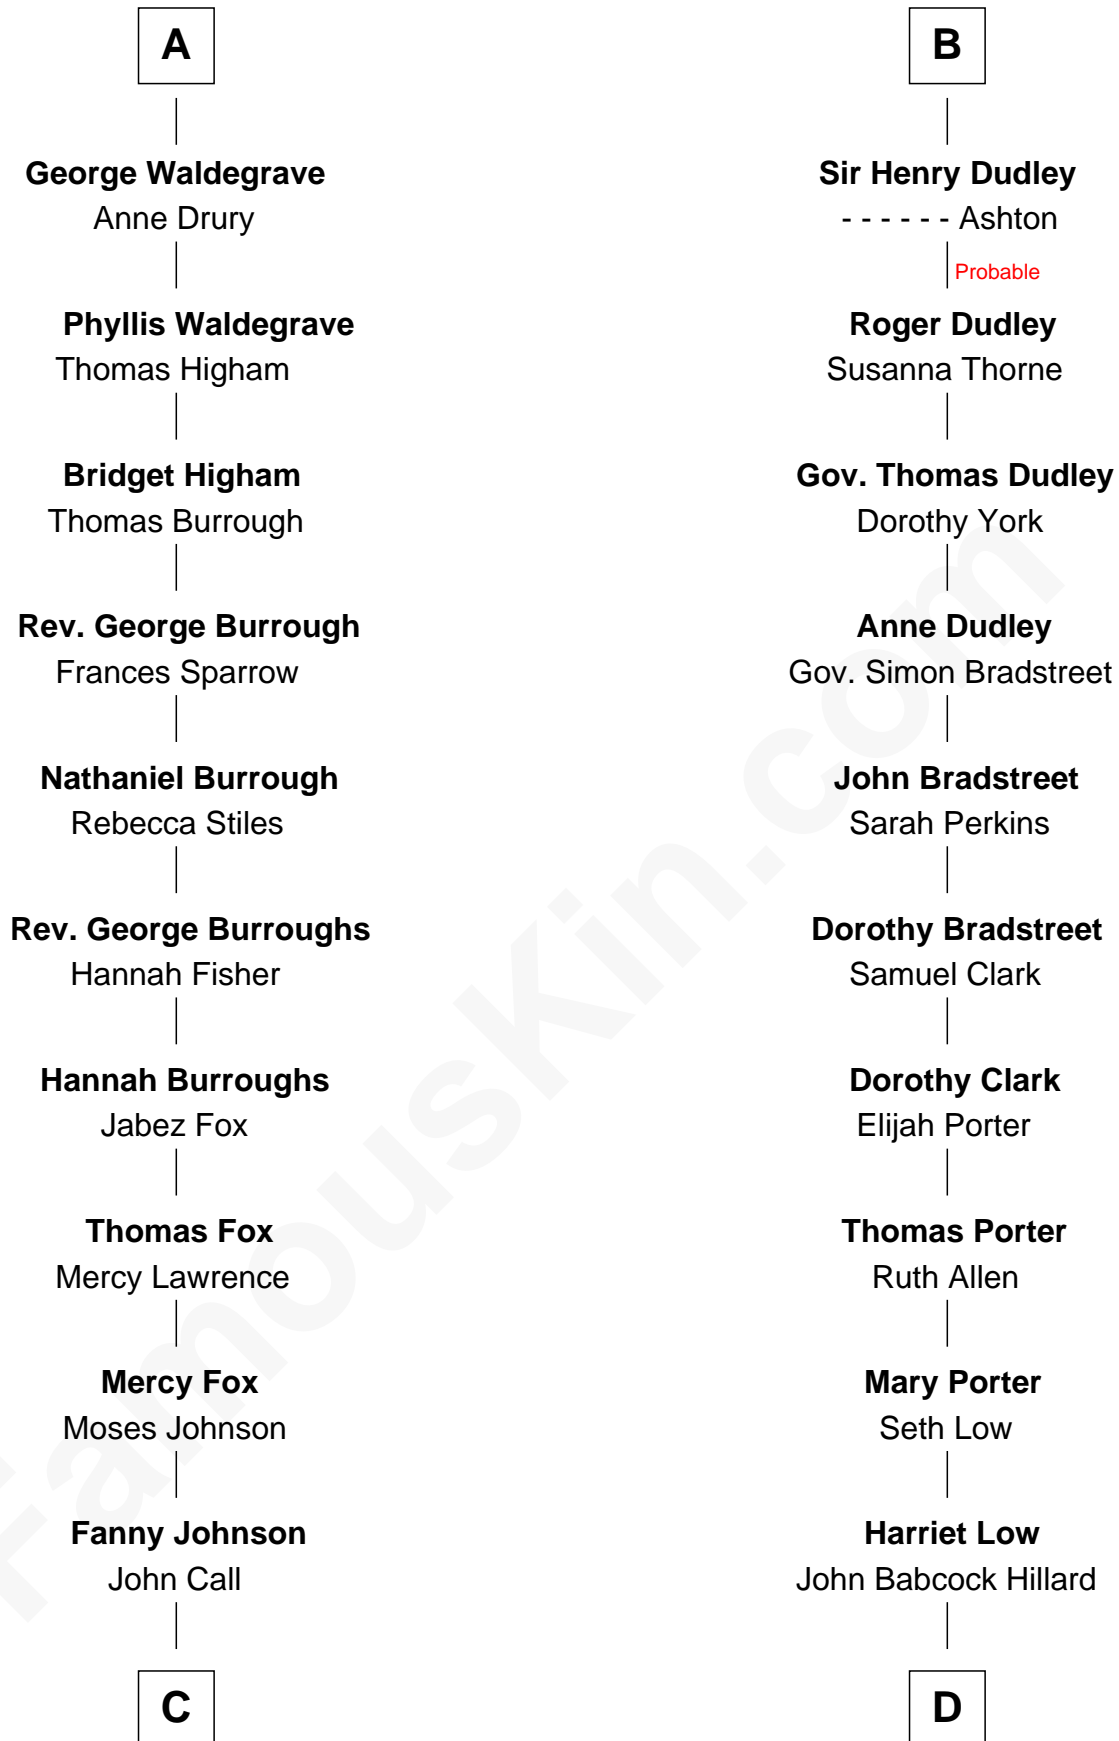 A
George Waldegrave
Anne Drury
Phyllis Waldegrave
Thomas Higham
Bridget Higham
Thomas Burrough
Rev. George Burrough
Frances Sparrow
Nathaniel Burrough
Rebecca Stiles
Rev. George Burroughs
Hannah Fisher
Hannah Burroughs
Jabez Fox
Thomas Fox
Mercy Lawrence
Mercy Fox
Moses Johnson
Fanny Johnson
John Call
C
B
Sir Henry Dudley
- - - - - - Ashton
Probable
Roger Dudley
Susanna Thorne
Gov. Thomas Dudley
Dorothy York
Anne Dudley
Gov. Simon Bradstreet
John Bradstreet
Sarah Perkins
Dorothy Bradstreet
Samuel Clark
Dorothy Clark
Elijah Porter
Thomas Porter
Ruth Allen
Mary Porter
Seth Low
Harriet Low
John Babcock Hillard
D
FamousKin.com